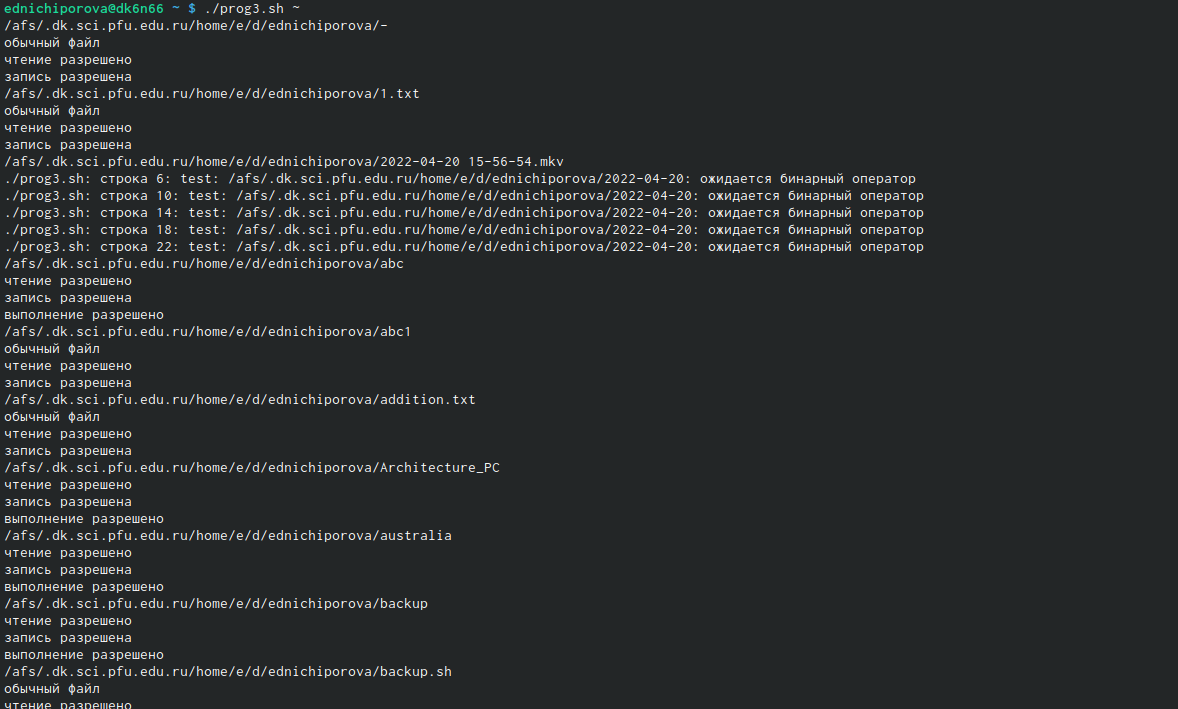 ednichiporova@dk6n66 ~ $ ./prog3.sh ~
/afs/.dk.sci.pfu.edu.ru/home/e/d/ednichiporova/-
обычный файл
чтение разрешено
запись разрешена
/afs/.dk.sci.pfu.edu.ru/home/e/d/ednichiporova/1.txt
обычный файл
чтение разрешено
запись разрешена
/afs/.dk.sci.pfu.edu.ru/home/e/d/ednichiporova/2022-04-20 15-56-54.mkv
./prog3.sh: строка 6: test: /afs/.dk.sci.pfu.edu.ru/home/e/d/ednichiporova/2022-04-20: ожидается бинарный оператор
./prog3.sh: строка 10: test: /afs/.dk.sci.pfu.edu.ru/home/e/d/ednichiporova/2022-04-20: ожидается бинарный оператор
./prog3.sh: строка 14: test: /afs/.dk.sci.pfu.edu.ru/home/e/d/ednichiporova/2022-04-20: ожидается бинарный оператор
./prog3.sh: строка 18: test: /afs/.dk.sci.pfu.edu.ru/home/e/d/ednichiporova/2022-04-20: ожидается бинарный оператор
./prog3.sh: строка 22: test: /afs/.dk.sci.pfu.edu.ru/home/e/d/ednichiporova/2022-04-20: ожидается бинарный оператор
/afs/.dk.sci.pfu.edu.ru/home/e/d/ednichiporova/abc
чтение разрешено
запись разрешена
выполнение разрешено
/afs/.dk.sci.pfu.edu.ru/home/e/d/ednichiporova/abc1
обычный файл
чтение разрешено
запись разрешена
/afs/.dk.sci.pfu.edu.ru/home/e/d/ednichiporova/addition.txt
обычный файл
чтение разрешено
запись разрешена
/afs/.dk.sci.pfu.edu.ru/home/e/d/ednichiporova/Architecture_PC
чтение разрешено
запись разрешена
выполнение разрешено
/afs/.dk.sci.pfu.edu.ru/home/e/d/ednichiporova/australia
чтение разрешено
запись разрешена
выполнение разрешено
/afs/.dk.sci.pfu.edu.ru/home/e/d/ednichiporova/backup
чтение разрешено
запись разрешена
выполнение разрешено
/afs/.dk.sci.pfu.edu.ru/home/e/d/ednichiporova/backup.sh
обычный файл
чтение разрешено